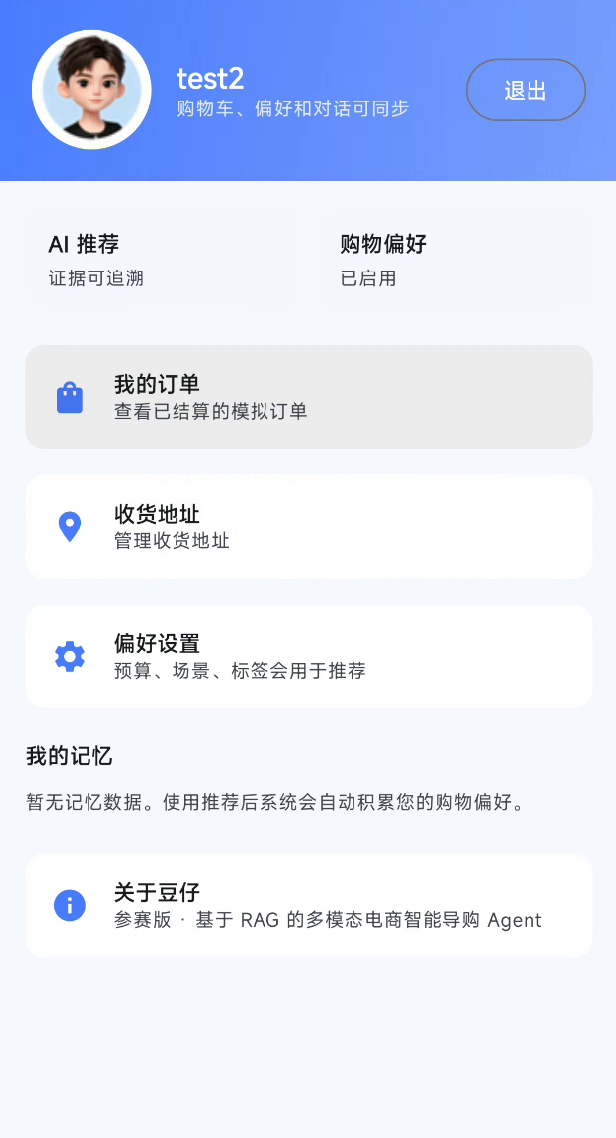 test2
购物车、偏好和对话可同步
退出
AI 推荐
证据可追溯
购物偏好
已启用
我的订单
查看已结算的模拟订单
收货地址
管理收货地址
偏好设置
预算、场景、标签会用于推荐
我的记忆
暂无记忆数据。使用推荐后系统会自动积累您的购物偏好。
关于豆仔
参赛版 · 基于 RAG 的多模态电商智能导购 Agent